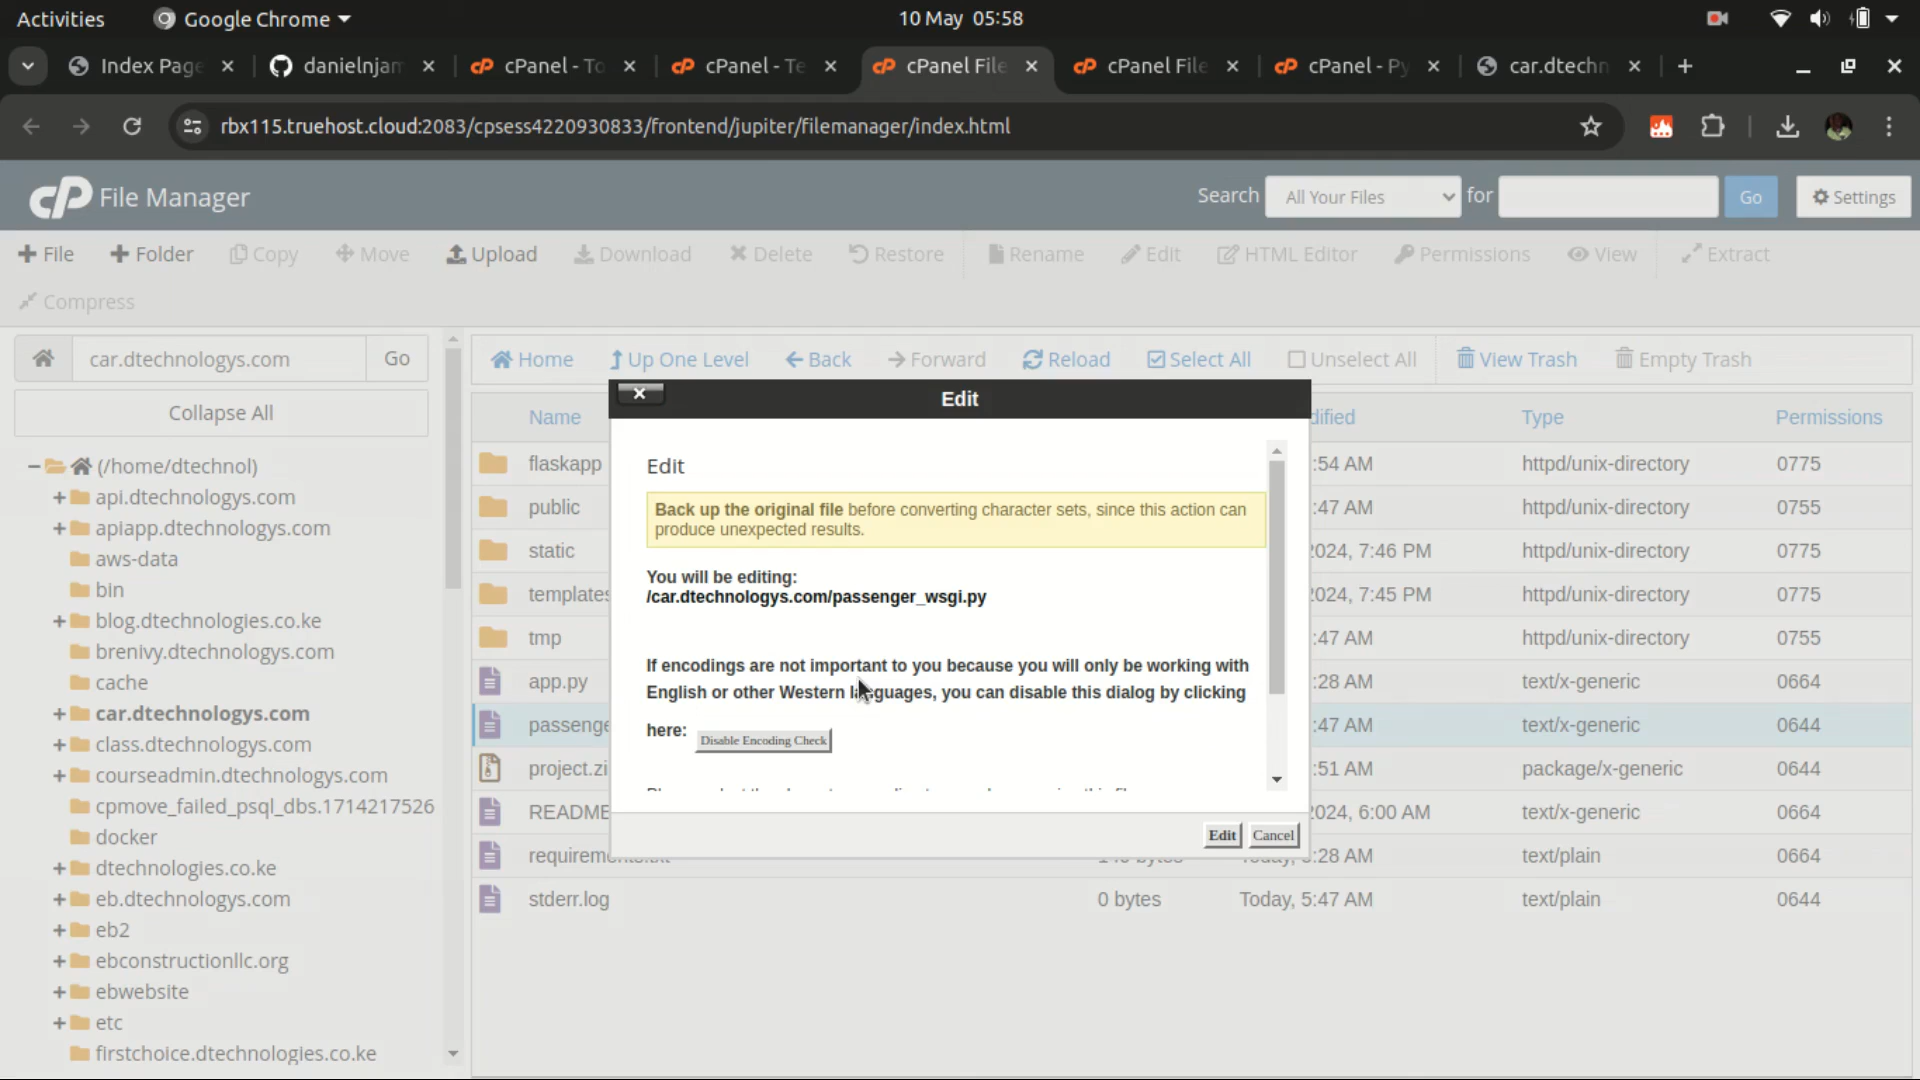 Activities
Google Chrome
10 May 05:58
Index Page
danielnjam
cPanel - To
cPanel - Te
cPanel File
cPanel File
cPanel - Py
car.dtechn
rbx115.truehost.cloud:2083/cpsess4220930833/frontend/jupiter/filemanager/index.html
cP File Manager
Search All Your Files for Go Settings
File Folder Copy Move Upload Download Delete Restore Rename Edit HTML Editor Permissions View Extract
Compress
car.dtechnologys.com Go
Home Up One Level Back Forward Reload Select All Unselect All View Trash Empty Trash
Collapse All
(/home/dtechnol)
api.dtechnologys.com
apiapp.dtechnologys.com
aws-data
bin
blog.dtechnologies.co.ke
brenivy.dtechnologys.com
cache
car.dtechnologys.com
class.dtechnologys.com
courseadmin.dtechnologys.com
cpmove_failed_psql_dbs.1714217526
docker
dtechnologies.co.ke
eb.dtechnologys.com
eb2
ebconstructionllc.org
ebwebsite
etc
firstchoice.dtechnologies.co.ke
Name dified Type Permissions
flaskapp :54 AM httpd/unix-directory 0775
public :47 AM httpd/unix-directory 0755
static 2024, 7:46 PM httpd/unix-directory 0775
templates 2024, 7:45 PM httpd/unix-directory 0775
tmp :47 AM httpd/unix-directory 0755
app.py :28 AM text/x-generic 0664
passenge :47 AM text/x-generic 0644
project.zi :51 AM package/x-generic 0644
README 2024, 6:00 AM text/x-generic 0644
requirements.txt :28 AM text/plain 0664
stderr.log 0 bytes Today, 5:47 AM text/plain 0644
Edit
Edit
Back up the original file before converting character sets, since this action can
produce unexpected results.
You will be editing:
/car.dtechnologys.com/passenger_wsgi.py
If encodings are not important to you because you will only be working with
English or other Western languages, you can disable this dialog by clicking
here: Disable Encoding Check
Edit Cancel